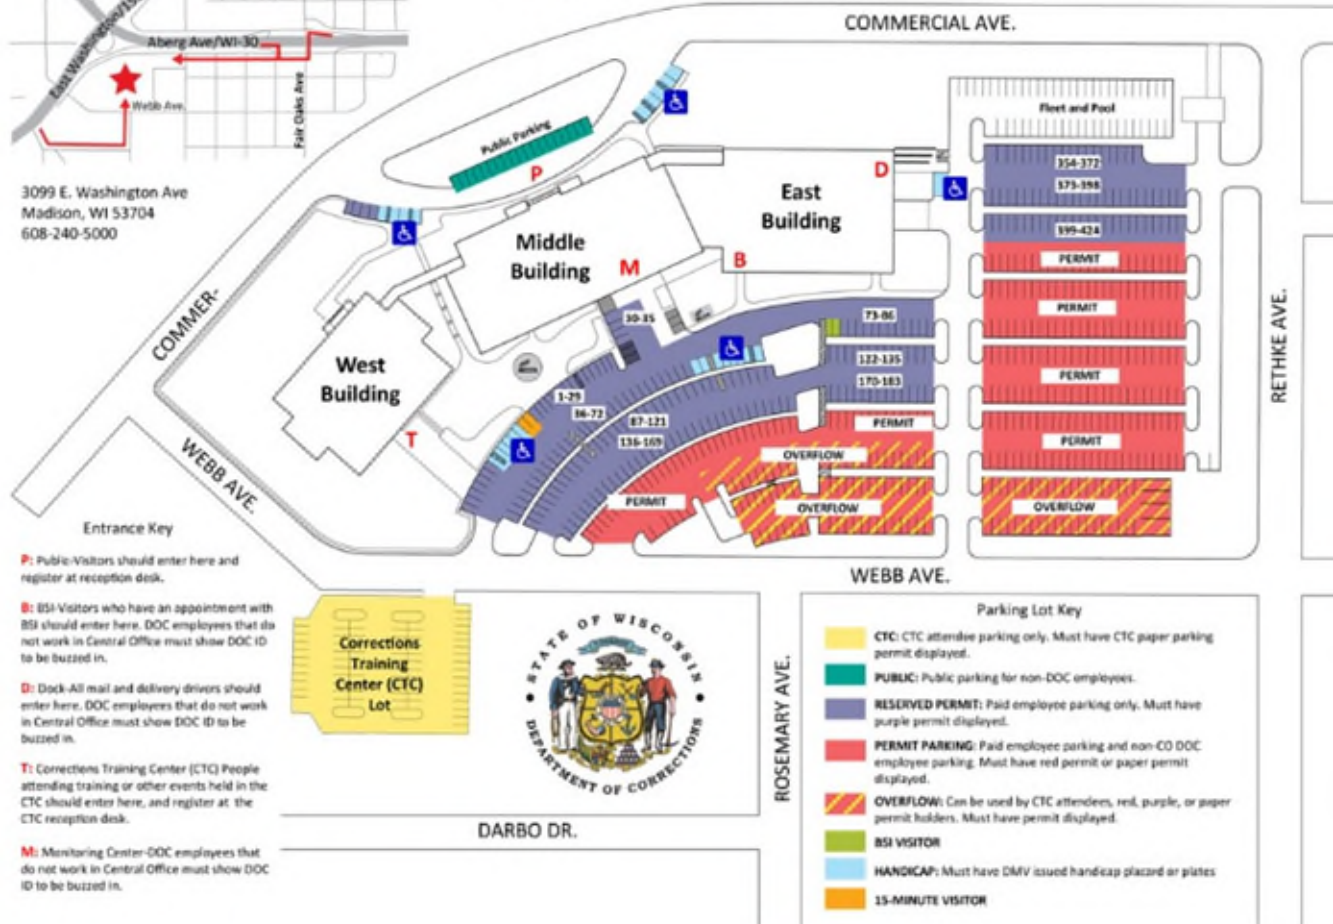 COMMERCIAL AVE.
East Washington/15
Aberg Ave/WI-30
Webb Ave.
Fair Oaks Ave
3099 E. Washington Ave
Madison, WI 53704
608-240-5000
Public Parking
P
Fleet and Pool
D
354-372
373-398
399-424
PERMIT
PERMIT
PERMIT
PERMIT
OVERFLOW
East
Building
B
Middle
Building
M
West
Building
T
30-35
73-86
122-135
170-183
1-29
36-72
87-121
136-169
PERMIT
OVERFLOW
PERMIT
OVERFLOW
COMMER-
WEBB AVE.
RETHKE AVE.
WEBB AVE.
Entrance Key
P: Public-Visitors should enter here and
register at reception desk.
B: BSI-Visitors who have an appointment with
BSI should enter here. DOC employees that do
not work in Central Office must show DOC ID
to be buzzed in.
D: Dock-All mail and delivery drivers should
enter here. DOC employees that do not work
in Central Office must show DOC ID to be
buzzed in.
T: Corrections Training Center (CTC) People
attending training or other events held in the
CTC should enter here, and register at the
CTC reception desk.
M: Monitoring Center-DOC employees that
do not work in Central Office must show DOC
ID to be buzzed in.
Corrections
Training
Center (CTC)
Lot
STATE OF WISCONSIN
DEPARTMENT OF CORRECTIONS
DARBO DR.
ROSEMARY AVE.
Parking Lot Key
CTC: CTC attendee parking only. Must have CTC paper parking
permit displayed.
PUBLIC: Public parking for non-DOC employees.
RESERVED PERMIT: Paid employee parking only. Must have
purple permit displayed.
PERMIT PARKING: Paid employee parking and non-CO DOC
employee parking. Must have red permit or paper permit
displayed.
OVERFLOW: Can be used by CTC attendees, red, purple, or paper
permit holders. Must have permit displayed.
BSI VISITOR
HANDICAP: Must have DMV issued handicap placard or plates
15-MINUTE VISITOR